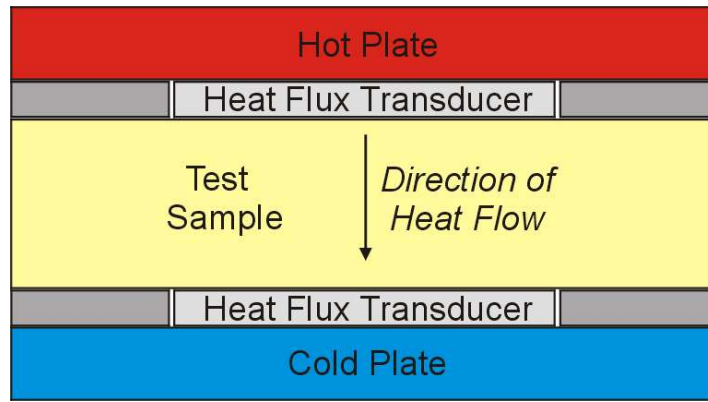 Hot Plate
Heat Flux Transducer
Test
Sample
Direction of
Heat Flow
Heat Flux Transducer
Cold Plate